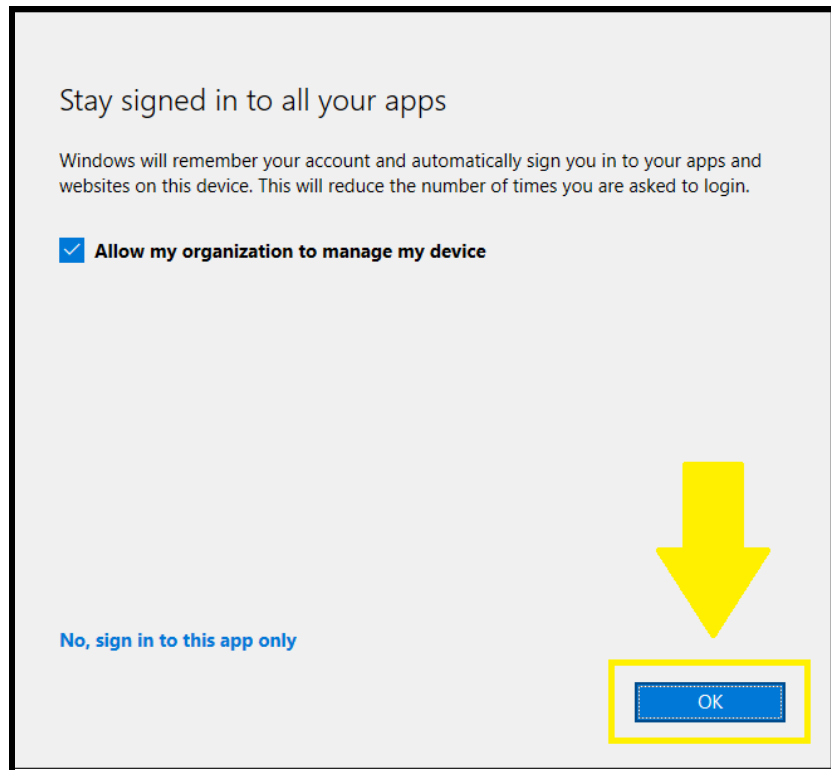 Stay signed in to all your apps
Windows will remember your account and automatically sign you in to your apps and
websites on this device. This will reduce the number of times you are asked to login.
Allow my organization to manage my device
No, sign in to this app only
OK